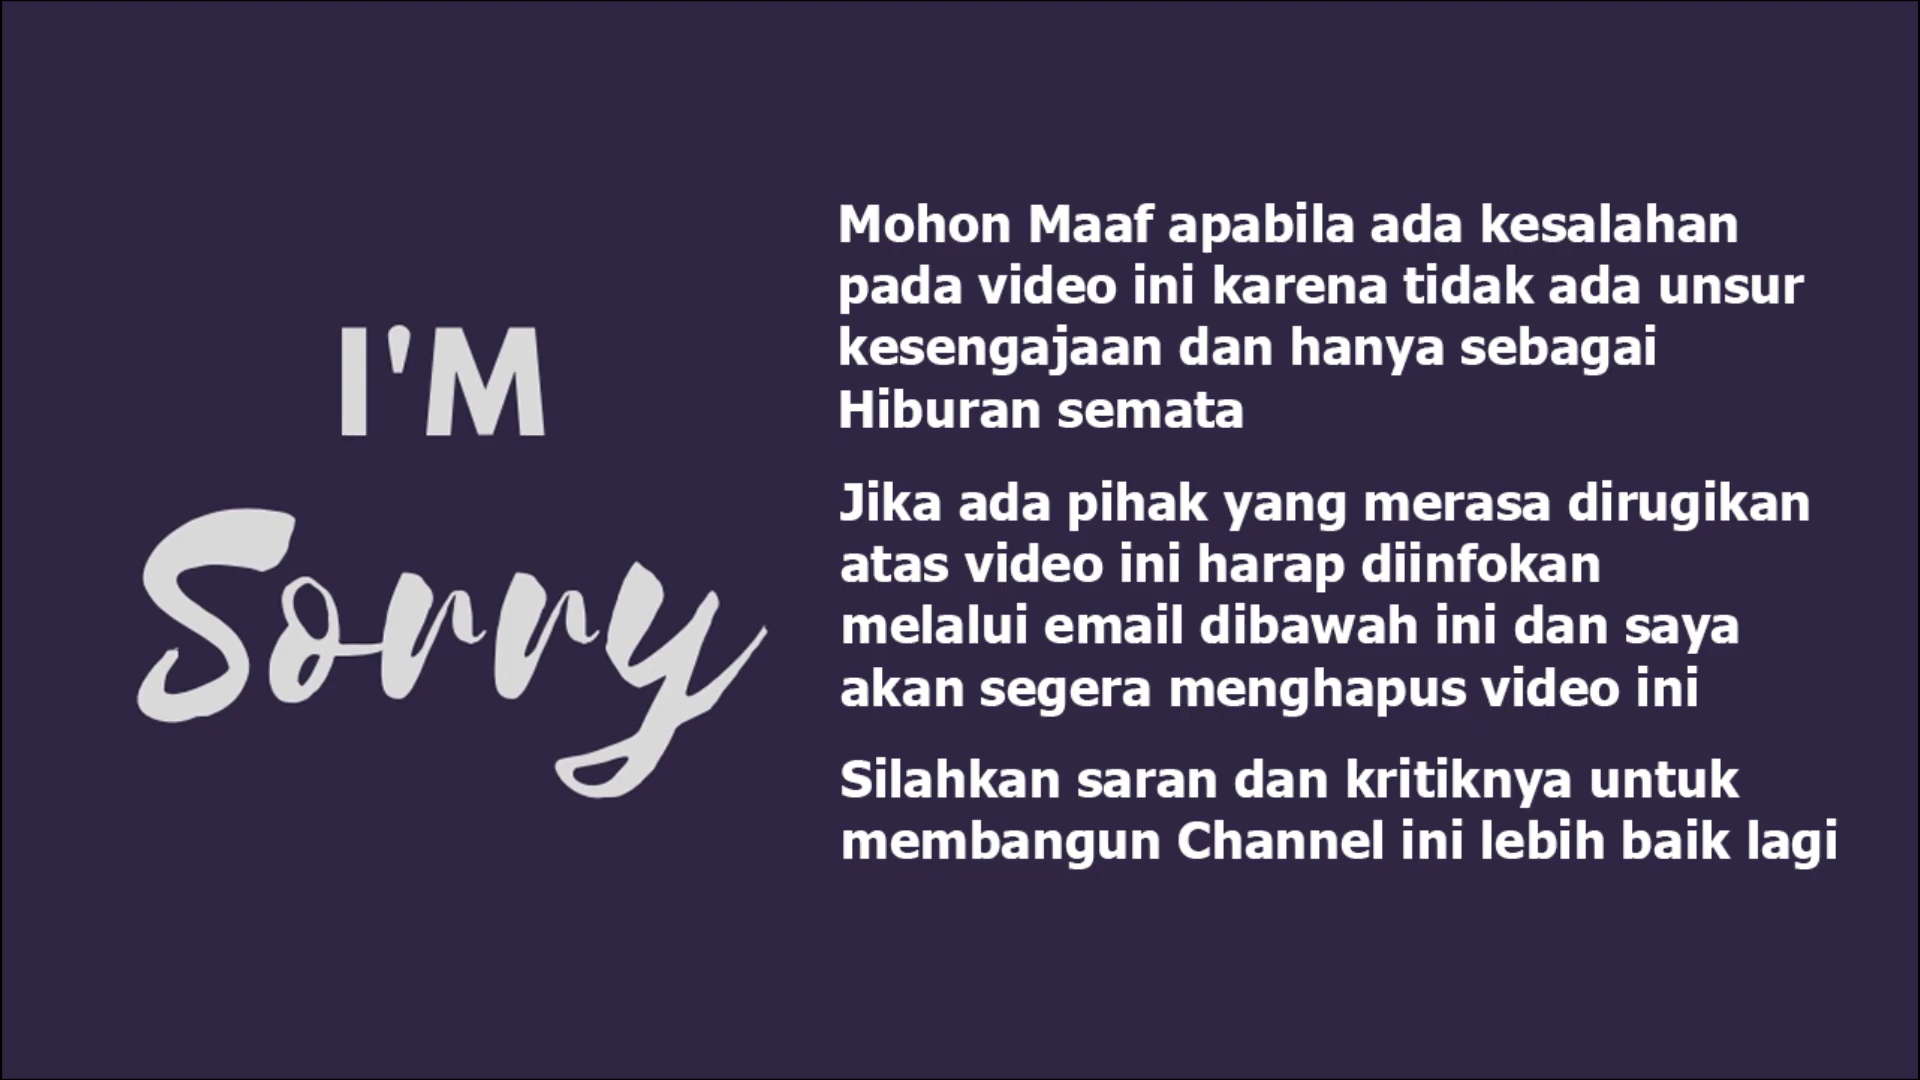 I'M
Sorry
Mohon Maaf apabila ada kesalahan
pada video ini karena tidak ada unsur
kesengajaan dan hanya sebagai
Hiburan semata
Jika ada pihak yang merasa dirugikan
atas video ini harap diinfokan
melalui email dibawah ini dan saya
akan segera menghapus video ini
Silahkan saran dan kritiknya untuk
membangun Channel ini lebih baik lagi